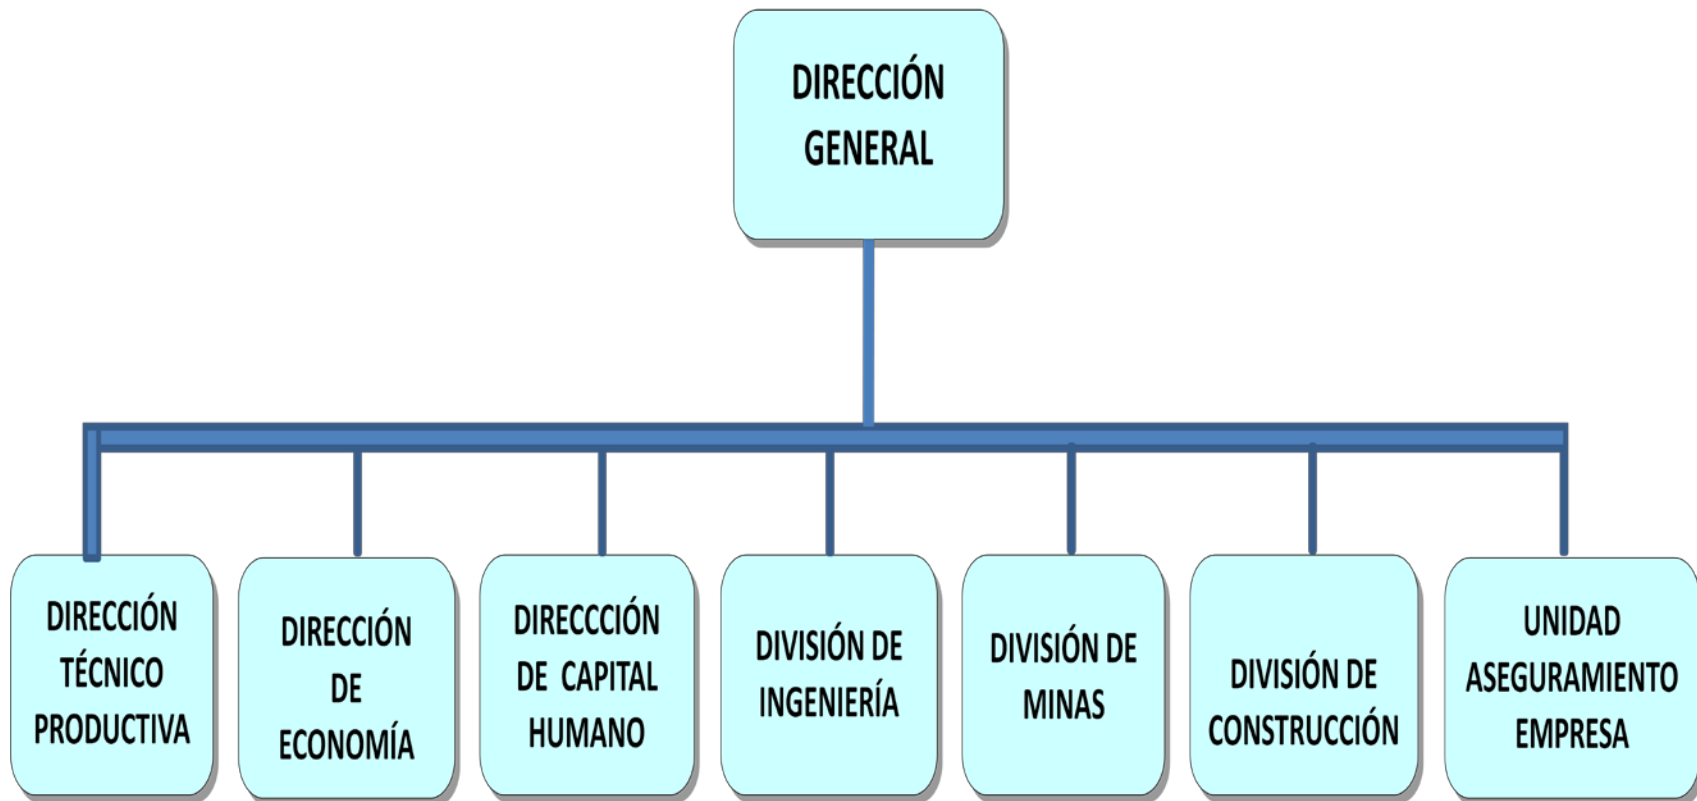 DIRECCIÓN
GENERAL
DIRECCIÓN
TÉCNICO
PRODUCTIVA
DIRECCIÓN
DE
ECONOMÍA
DIRECCCIÓN
DE CAPITAL
HUMANO
DIVISIÓN DE
INGENIERÍA
DIVISIÓN DE
MINAS
DIVISIÓN DE
CONSTRUCCIÓN
UNIDAD
ASEGURAMIENTO
EMPRESA